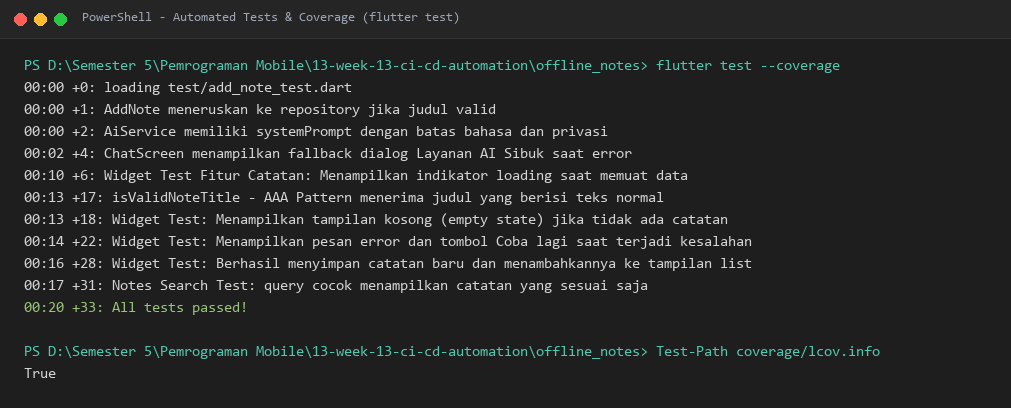 PowerShell - Automated Tests & Coverage (flutter test)
PS D:\Semester 5\Pemrograman Mobile\13-week-13-ci-cd-automation\offline_notes> flutter test --coverage
00:00 +0: loading test/add_note_test.dart
00:00 +1: AddNote meneruskan ke repository jika judul valid
00:00 +2: AiService memiliki systemPrompt dengan batas bahasa dan privasi
00:02 +4: ChatScreen menampilkan fallback dialog Layanan AI Sibuk saat error
00:10 +6: Widget Test Fitur Catatan: Menampilkan indikator loading saat memuat data
00:13 +17: isValidNoteTitle - AAA Pattern menerima judul yang berisi teks normal
00:13 +18: Widget Test: Menampilkan tampilan kosong (empty state) jika tidak ada catatan
00:14 +22: Widget Test: Menampilkan pesan error dan tombol Coba lagi saat terjadi kesalahan
00:16 +28: Widget Test: Berhasil menyimpan catatan baru dan menambahkannya ke tampilan list
00:17 +31: Notes Search Test: query cocok menampilkan catatan yang sesuai saja
00:20 +33: All tests passed!
PS D:\Semester 5\Pemrograman Mobile\13-week-13-ci-cd-automation\offline_notes> Test-Path coverage/lcov.info
True